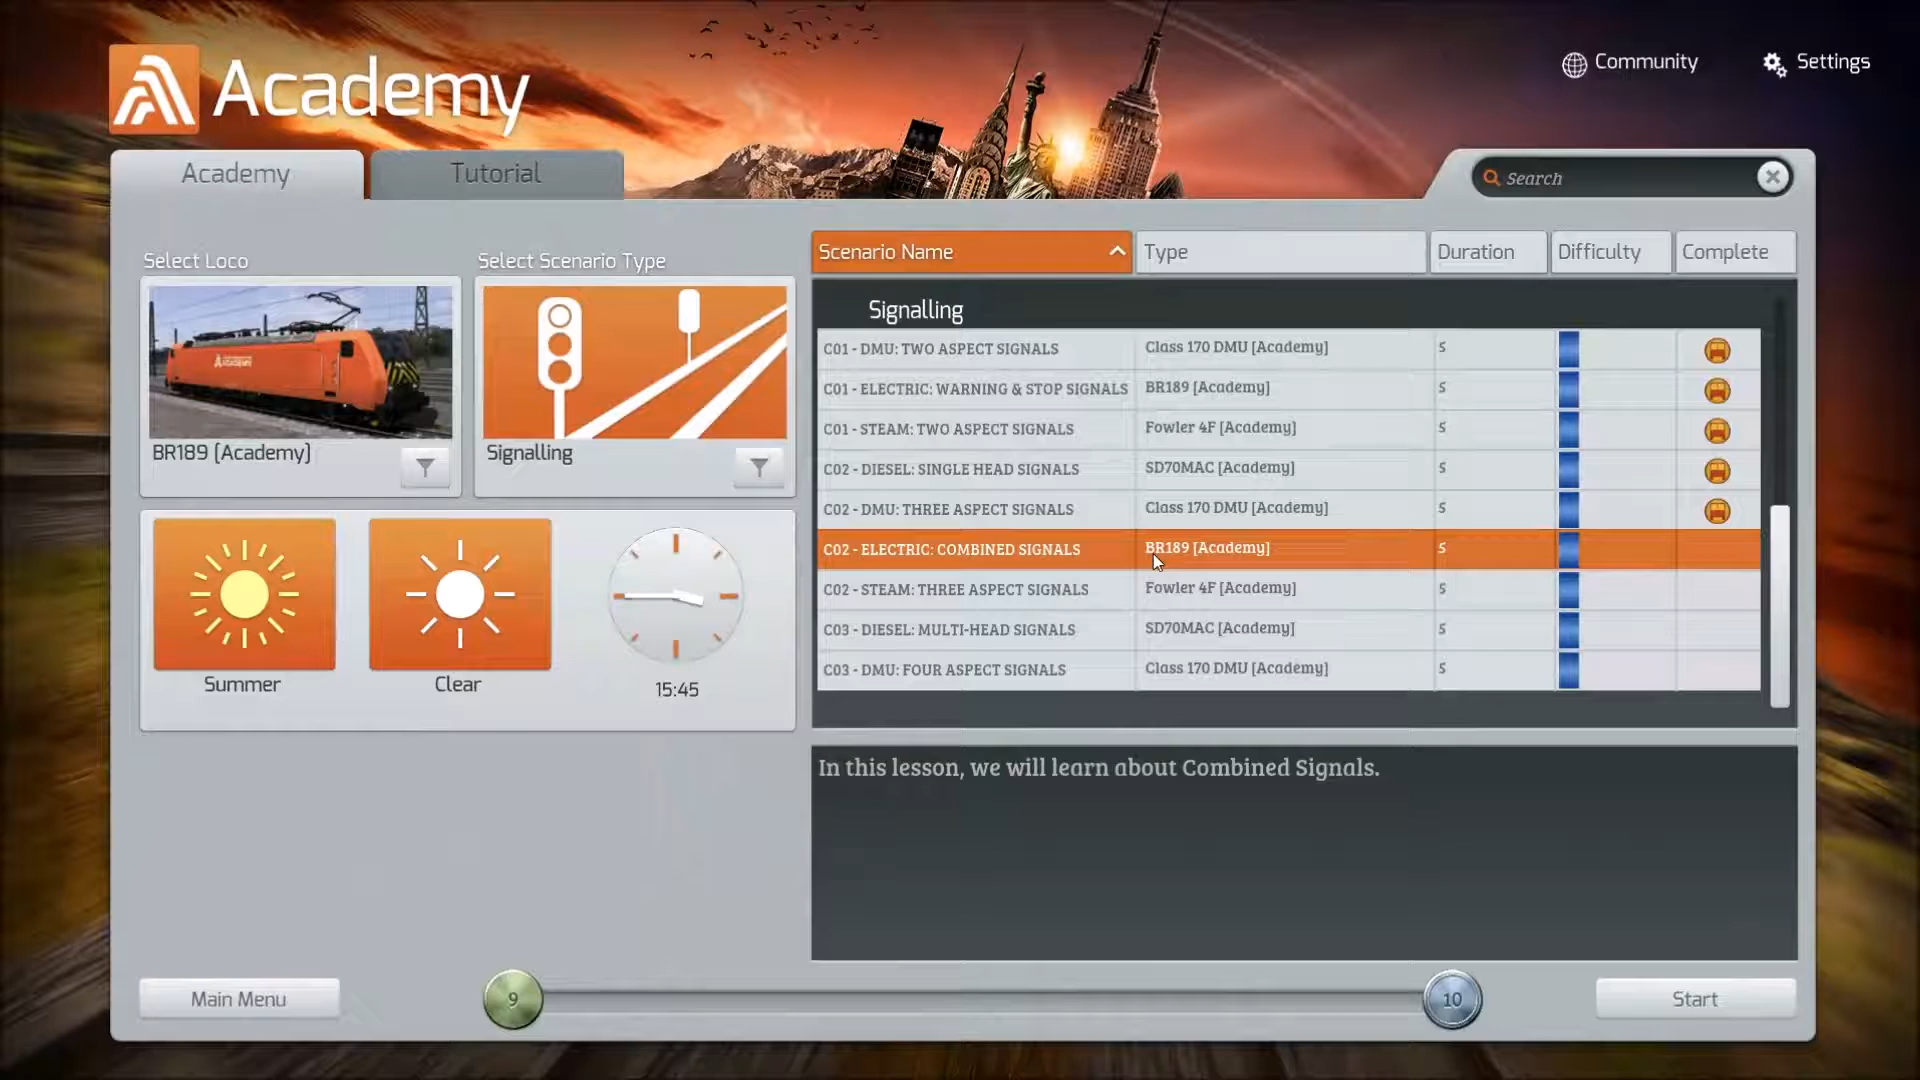 Academy
Community
Settings
Academy
Tutorial
Search
Select Loco
Select Scenario Type
BR189 [Academy]
Signalling
Summer
Clear
15:45
Scenario Name
Type
Duration
Difficulty
Complete
Signalling
C01 - DMU: TWO ASPECT SIGNALS Class 170 DMU [Academy] 5
C01 - ELECTRIC: WARNING & STOP SIGNALS BR189 [Academy] 5
C01 - STEAM: TWO ASPECT SIGNALS Fowler 4F [Academy] 5
C02 - DIESEL: SINGLE HEAD SIGNALS SD70MAC [Academy] 5
C02 - DMU: THREE ASPECT SIGNALS Class 170 DMU [Academy] 5
C02 - ELECTRIC: COMBINED SIGNALS BR189 [Academy] 5
C02 - STEAM: THREE ASPECT SIGNALS Fowler 4F [Academy] 5
C03 - DIESEL: MULTI-HEAD SIGNALS SD70MAC [Academy] 5
C03 - DMU: FOUR ASPECT SIGNALS Class 170 DMU [Academy] 5
In this lesson, we will learn about Combined Signals.
Main Menu
9
10
Start